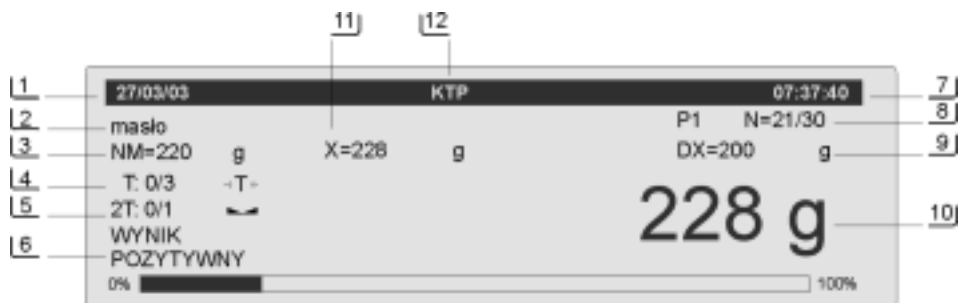 11 12
1 27/03/03 KTP 07:37:40 7
2 masło P1 N=21/30 8
3 NM=220 g X=228 g DX=200 g 9
4 T: 0/3 →T←
5 2T: 0/1 228 g 10
WYNIK
6 POZYTYWNY
0% 100%